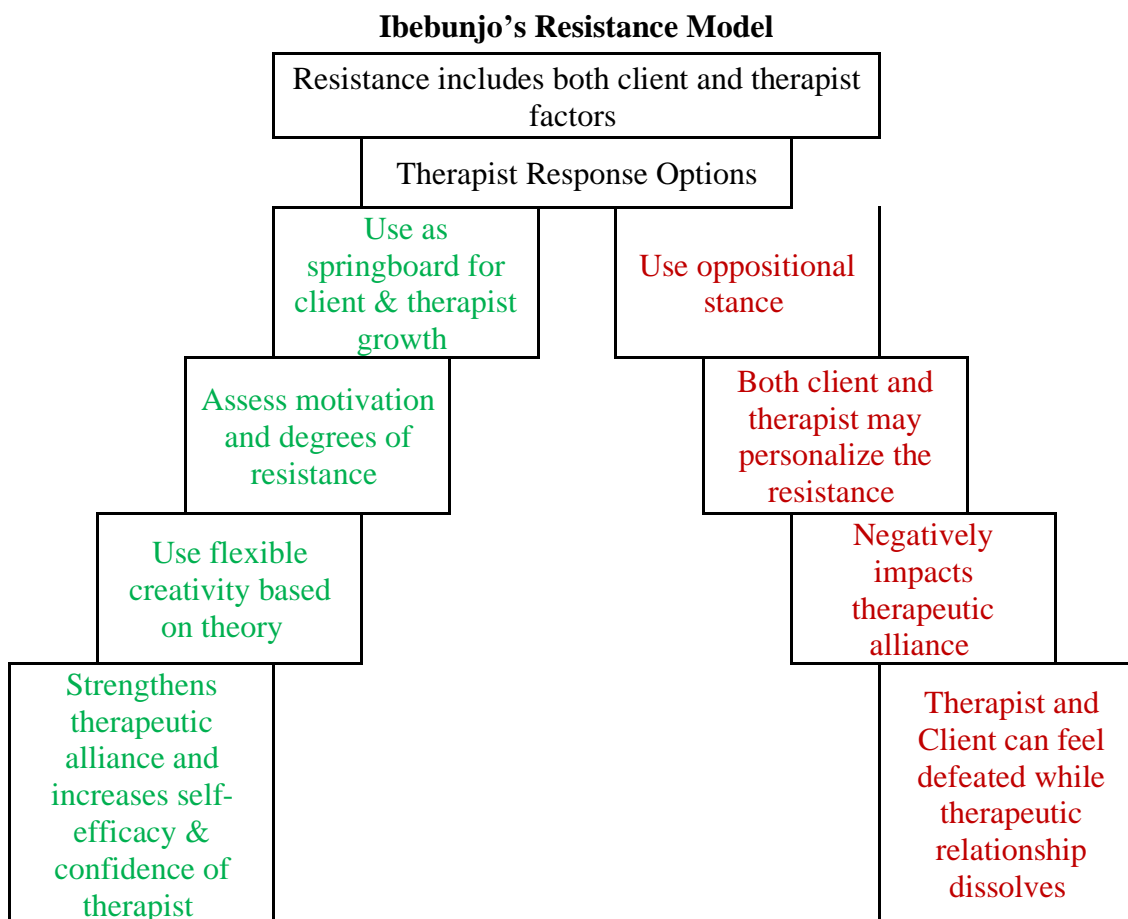 Ibebunjo’s Resistance Model
Resistance includes both client and therapist
factors
Therapist Response Options
Use as
springboard for
client & therapist
growth
Use oppositional
stance
Assess motivation
and degrees of
resistance
Both client and
therapist may
personalize the
resistance
Use flexible
creativity based
on theory
Negatively
impacts
therapeutic
alliance
Strengthens
therapeutic
alliance and
increases self-
efficacy &
confidence of
therapist
Therapist and
Client can feel
defeated while
therapeutic
relationship
dissolves